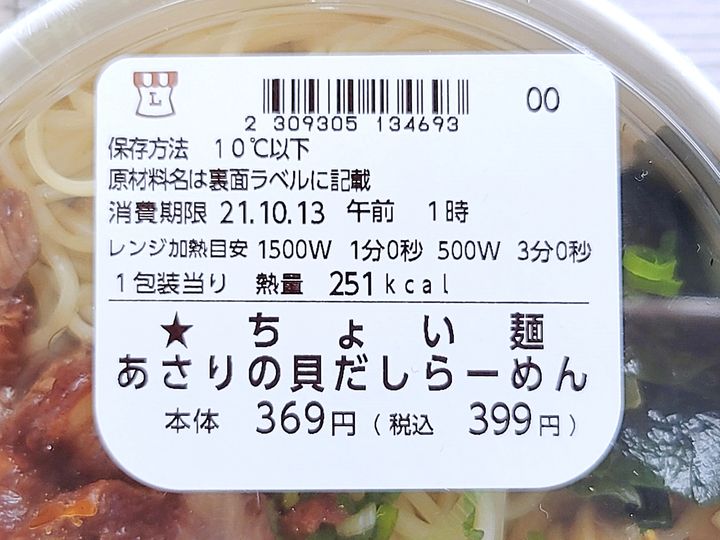 L
00
2 309305 134693
保存方法 10℃以下
原材料名は裏面ラベルに記載
消費期限 21.10.13 午前 1時
レンジ加熱目安 1500W 1分0秒 500W 3分0秒
1包装当り 熱量 251kcal
★ちょい麺
あさりの貝だしらーめん
本体 369円(税込 399円)